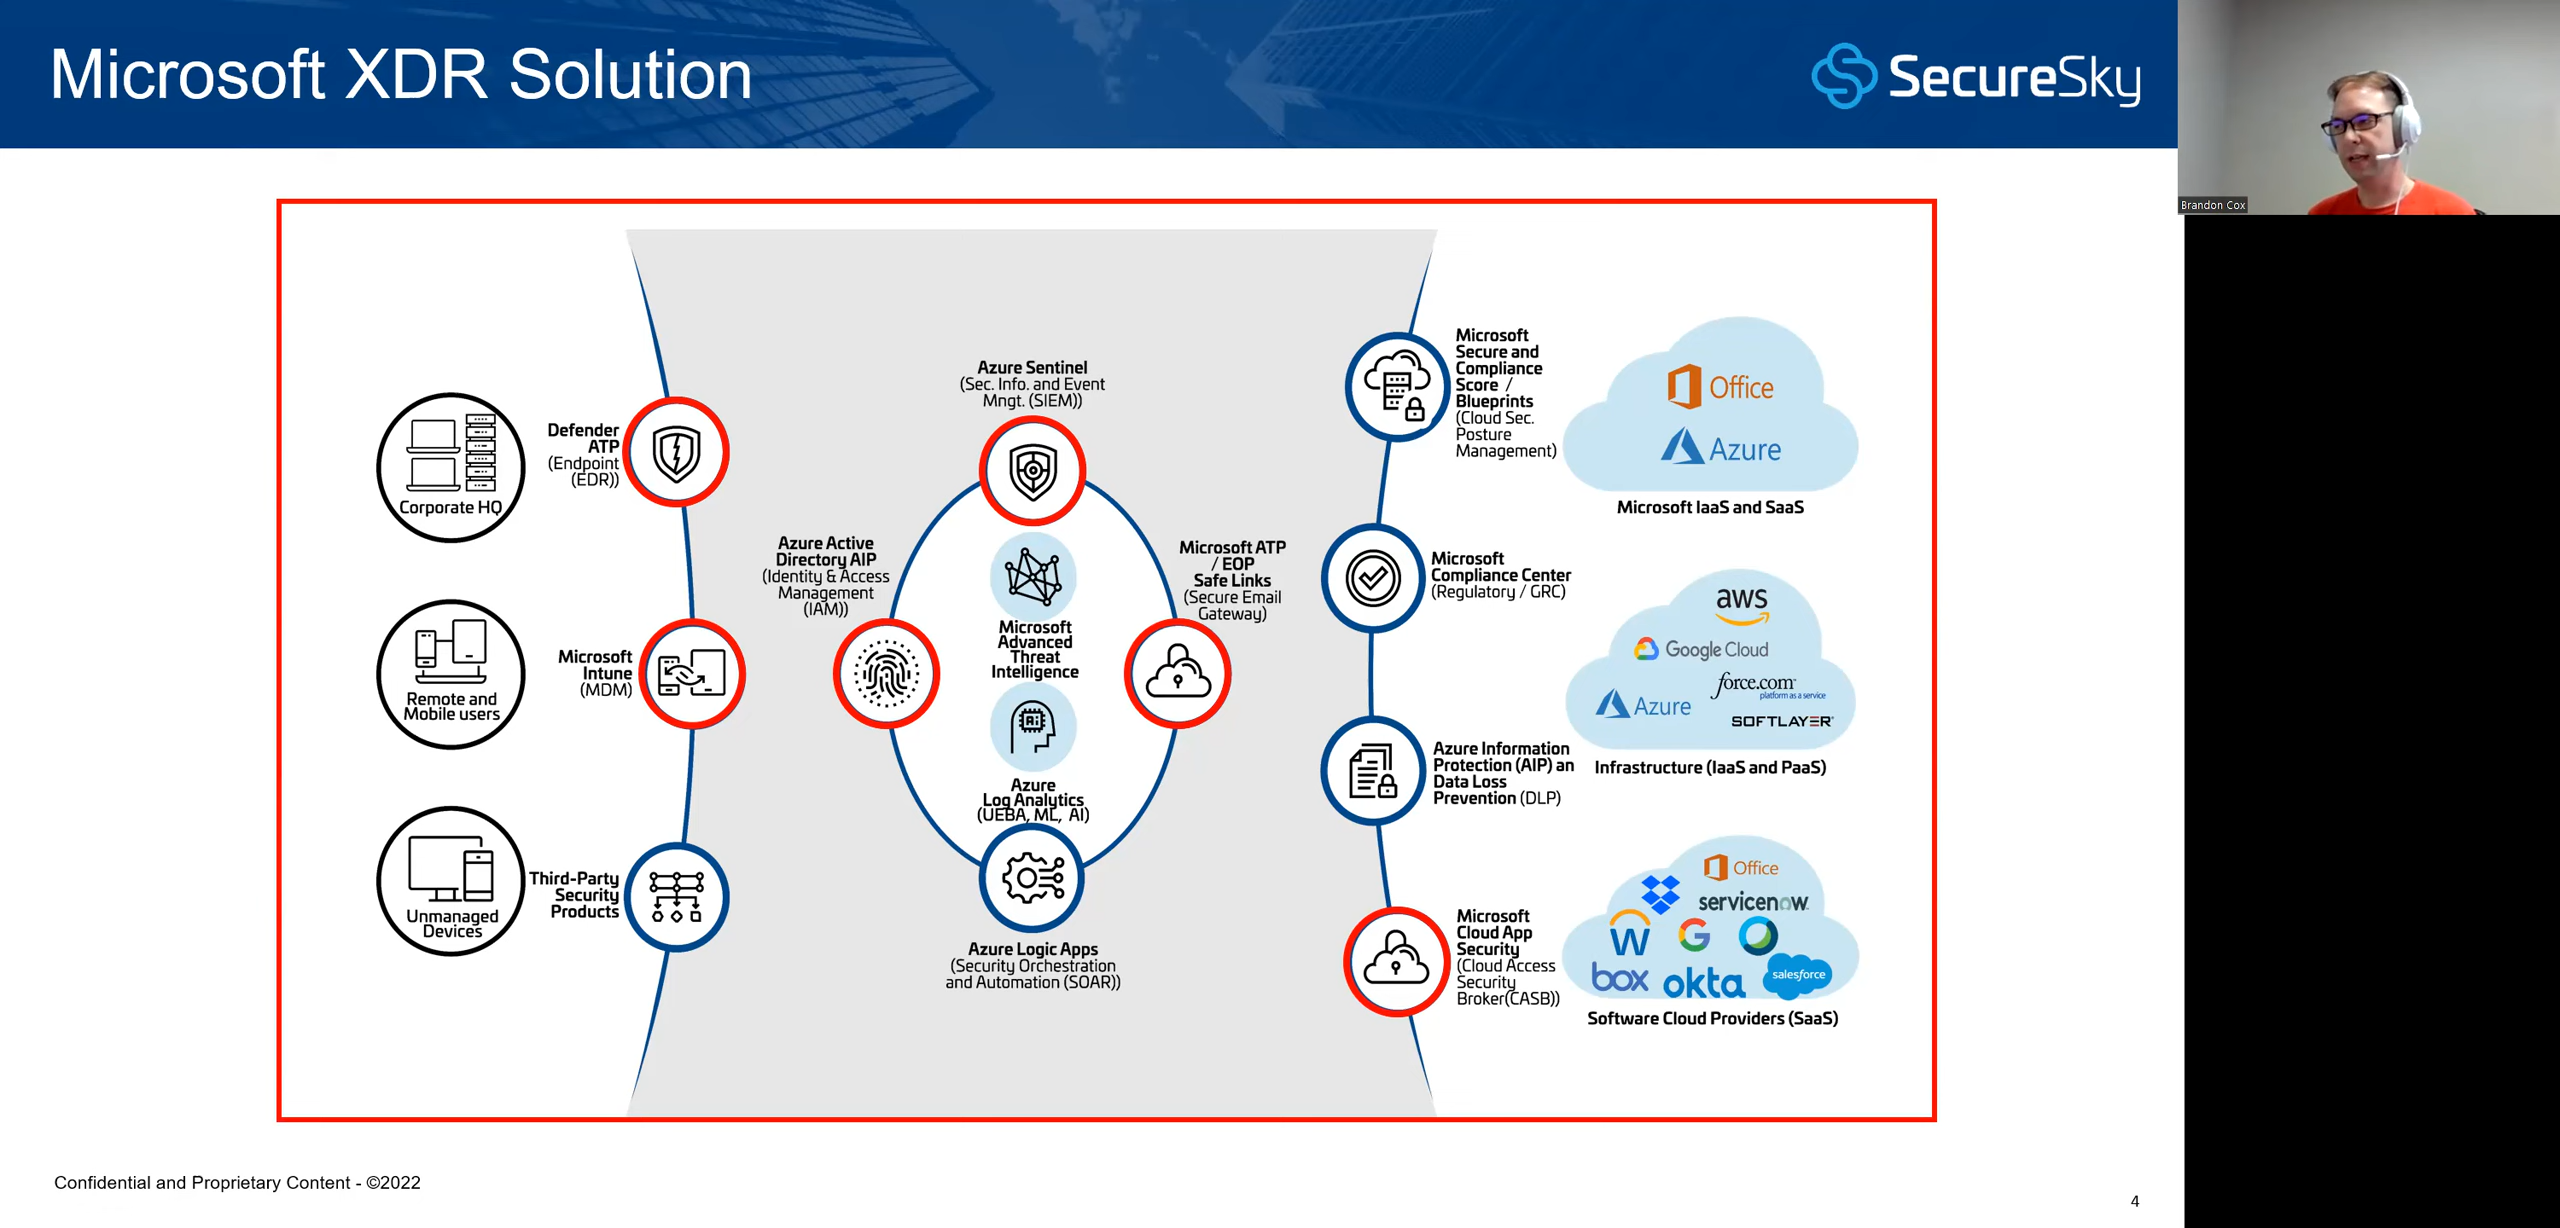 Microsoft XDR Solution
SecureSky
Brandon Cox
Corporate HQ
Defender
ATP
(Endpoint
(EDR))
Remote and
Mobile users
Microsoft
Intune
(MDM)
Unmanaged
Devices
Third-Party
Security
Products
Azure Sentinel
(Sec. Info. and Event
Mngt. (SIEM))
Azure Active
Directory AIP
(Identity & Access
Management
(IAM))
Microsoft
Advanced
Threat
Intelligence
Ai
Azure
Log Analytics
(UEBA, ML, AI)
Microsoft ATP
/ EOP
Safe Links
(Secure Email
Gateway)
Azure Logic Apps
(Security Orchestration
and Automation (SOAR))
Microsoft
Secure and
Compliance
Score /
Blueprints
(Cloud Sec.
Posture
Management)
Office
Azure
Microsoft IaaS and SaaS
Microsoft
Compliance Center
(Regulatory / GRC)
aws
Google Cloud
force.com
platform as a service
Azure
SOFTLAYER
Infrastructure (IaaS and PaaS)
Azure Information
Protection (AIP) an
Data Loss
Prevention (DLP)
Microsoft
Cloud App
Security
(Cloud Access
Security
Broker(CASB))
Office
servicenow
W
G
box
okta
salesforce
Software Cloud Providers (SaaS)
Confidential and Proprietary Content - ©2022
4